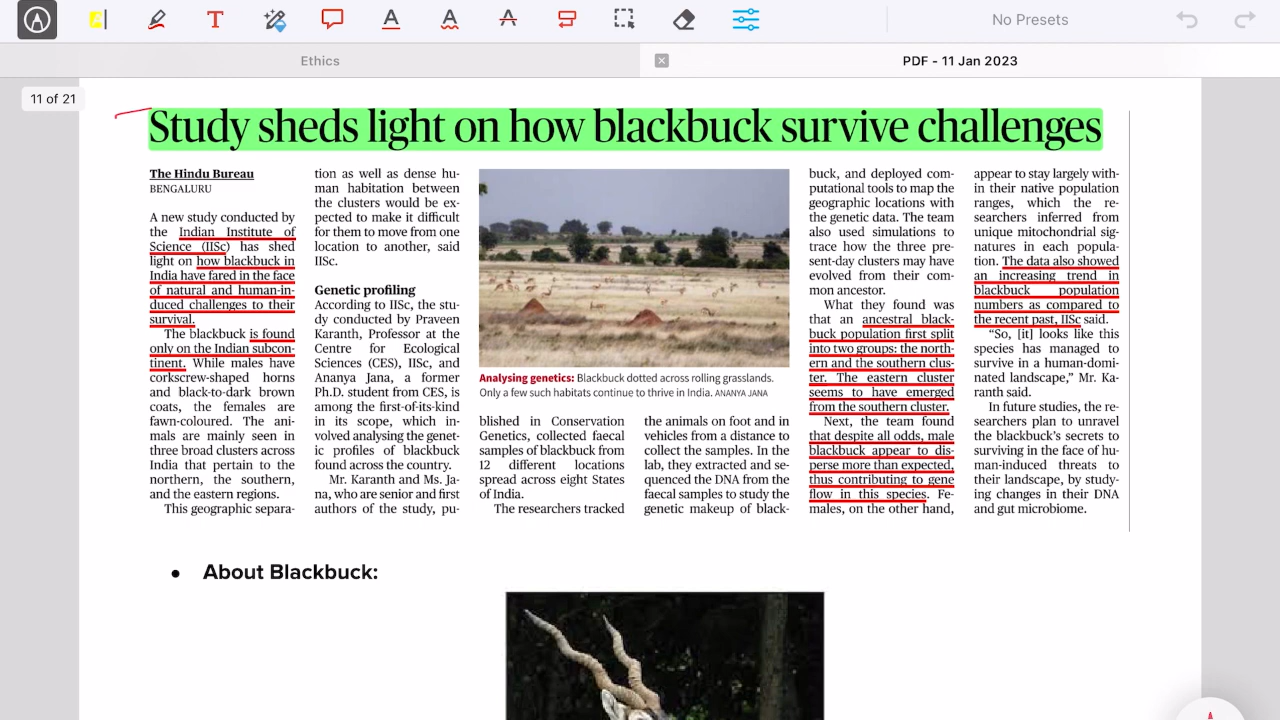 T
A
A
A
No Presets
Ethics
PDF - 11 Jan 2023
11 of 21
Study sheds light on how blackbuck survive challenges
The Hindu Bureau
BENGALURU
A new study conducted by
the Indian Institute of
Science (IISc) has shed
light on how blackbuck in
India have fared in the face
of natural and human-in-
duced challenges to their
survival.
The blackbuck is found
only on the Indian subcon-
tinent. While males have
corkscrew-shaped horns
and black-to-dark brown
coats, the females are
fawn-coloured. The ani-
mals are mainly seen in
three broad clusters across
India that pertain to the
northern, the southern,
and the eastern regions.
This geographic separa-
tion as well as dense hu-
man habitation between
the clusters would be ex-
pected to make it difficult
for them to move from one
location to another, said
IISc.
Genetic profiling
According to IISc, the stu-
dy conducted by Praveen
Karanth, Professor at the
Centre for Ecological
Sciences (CES), IISc, and
Ananya Jana, a former
Ph.D. student from CES, is
among the first-of-its-kind
in its scope, which in-
volved analysing the genet-
ic profiles of blackbuck
found across the country.
Mr. Karanth and Ms. Ja-
na, who are senior and first
authors of the study, pu-
Analysing genetics: Blackbuck dotted across rolling grasslands.
Only a few such habitats continue to thrive in India. ANANYA JANA
blished in Conservation
Genetics, collected faecal
samples of blackbuck from
12 different locations
spread across eight States
of India.
The researchers tracked
the animals on foot and in
vehicles from a distance to
collect the samples. In the
lab, they extracted and se-
quenced the DNA from the
faecal samples to study the
genetic makeup of black-
buck, and deployed com-
putational tools to map the
geographic locations with
the genetic data. The team
also used simulations to
trace how the three pre-
sent-day clusters may have
evolved from their com-
mon ancestor.
What they found was
that an ancestral black-
buck population first split
into two groups: the north-
ern and the southern clus-
ter. The eastern cluster
seems to have emerged
from the southern cluster.
Next, the team found
that despite all odds, male
blackbuck appear to dis-
perse more than expected,
thus contributing to gene
flow in this species. Fe-
males, on the other hand,
appear to stay largely with-
in their native population
ranges, which the re-
searchers inferred from
unique mitochondrial sig-
natures in each popula-
tion. The data also showed
an increasing trend in
blackbuck population
numbers as compared to
the recent past, IISc said.
“So, [it] looks like this
species has managed to
survive in a human-domi-
nated landscape,” Mr. Ka-
ranth said.
In future studies, the re-
searchers plan to unravel
the blackbuck’s secrets to
surviving in the face of hu-
man-induced threats to
their landscape, by study-
ing changes in their DNA
and gut microbiome.
• About Blackbuck: